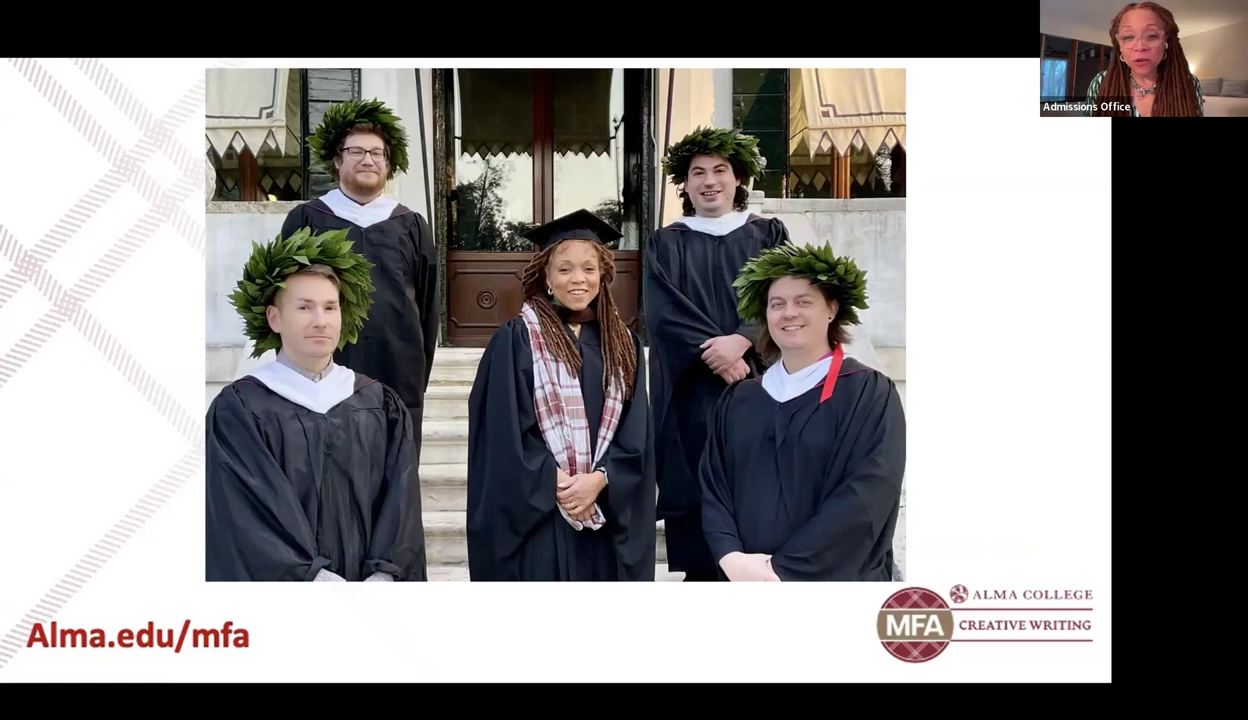 Admissions Office
Alma.edu/mfa
ALMA COLLEGE
MFA
CREATIVE WRITING